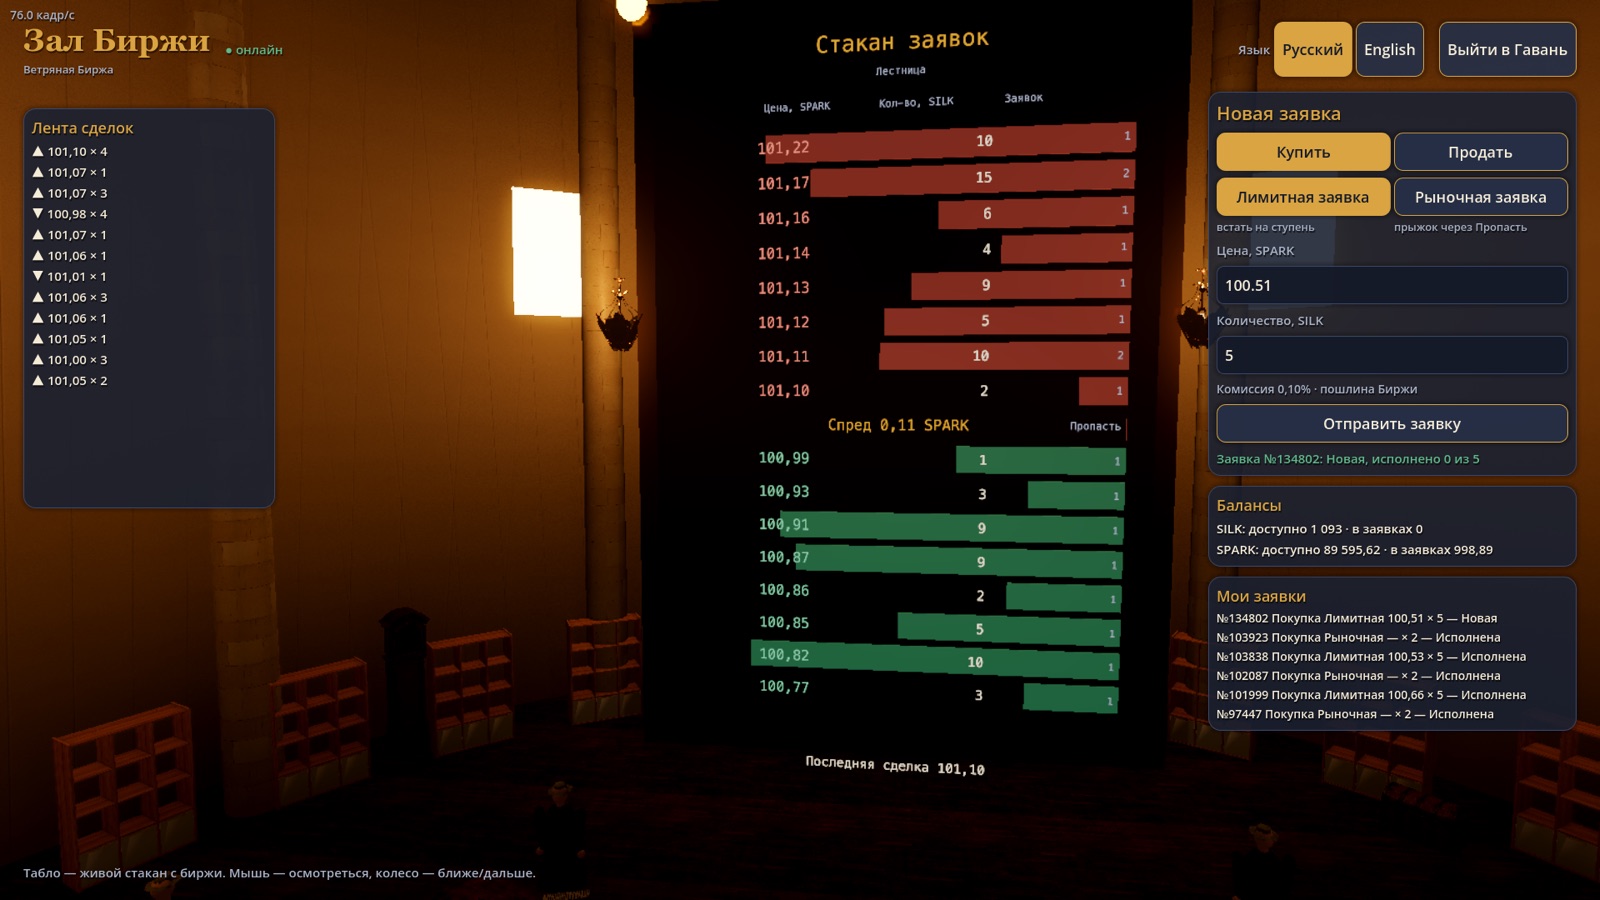 76.0 кадр/с
Зал Биржи
● онлайн
Ветряная Биржа
Лента сделок
▲ 101,10 × 4
▲ 101,07 × 1
▲ 101,07 × 3
▼ 100,98 × 4
▲ 101,07 × 1
▲ 101,06 × 1
▼ 101,01 × 1
▲ 101,06 × 3
▲ 101,06 × 1
▲ 101,05 × 1
▲ 101,00 × 3
▲ 101,05 × 2
Стакан заявок
Лестница
Цена, SPARK Кол-во, SILK Заявок
101,22 10 1
101,17 15 2
101,16 6 1
101,14 4 1
101,13 9 1
101,12 5 1
101,11 10 2
101,10 2 1
Спред 0,11 SPARK Пропасть
100,99 1 1
100,93 3 1
100,91 9 1
100,87 9 1
100,86 2 1
100,85 5 1
100,82 10 1
100,77 3 1
Последняя сделка 101,10
Язык Русский English Выйти в Гавань
Новая заявка
Купить Продать
Лимитная заявка Рыночная заявка
встать на ступень прыжок через Пропасть
Цена, SPARK
100.51
Количество, SILK
5
Комиссия 0,10% · пошлина Биржи
Отправить заявку
Заявка №134802: Новая, исполнено 0 из 5
Балансы
SILK: доступно 1 093 · в заявках 0
SPARK: доступно 89 595,62 · в заявках 998,89
Мои заявки
№134802 Покупка Лимитная 100,51 × 5 — Новая
№103923 Покупка Рыночная — × 2 — Исполнена
№103838 Покупка Лимитная 100,53 × 5 — Исполнена
№102087 Покупка Рыночная — × 2 — Исполнена
№101999 Покупка Лимитная 100,66 × 5 — Исполнена
№97447 Покупка Рыночная — × 2 — Исполнена
Табло — живой стакан с биржи. Мышь — осмотреться, колесо — ближе/дальше.